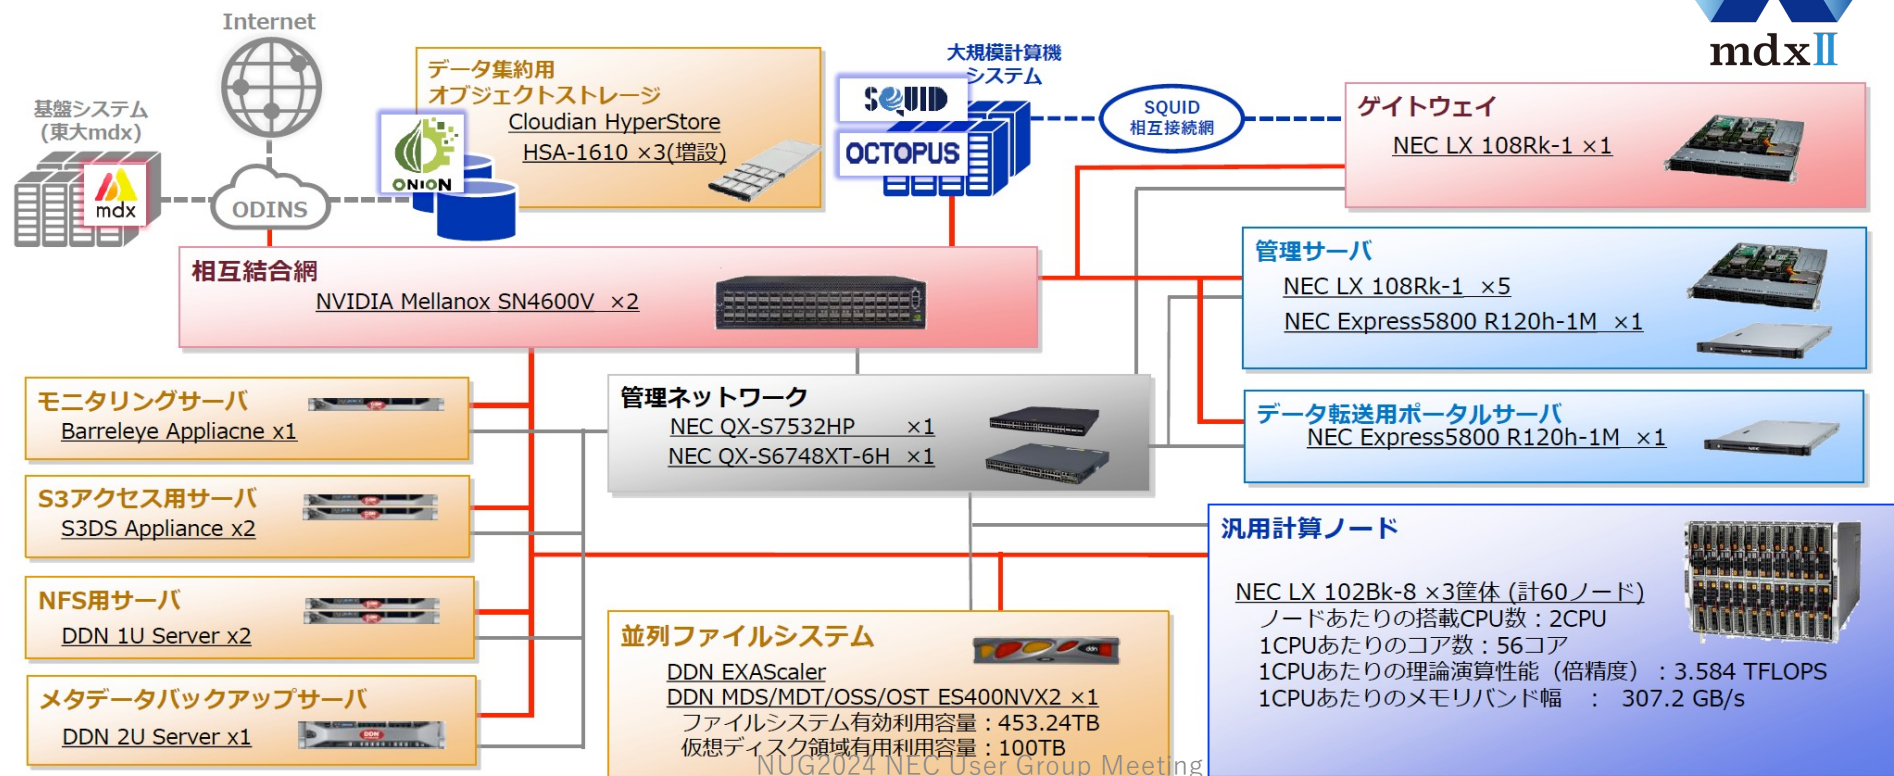 Internet
基盤システム
(東大mdx)
mdx
ODINS
データ集約用
オブジェクトストレージ
Cloudian HyperStore
HSA-1610 ×3(増設)
ONION
大規模計算機
システム
SQUID
OCTOPUS
SQUID
相互接続網
mdxⅡ
ゲイトウェイ
NEC LX 108Rk-1 ×1
相互結合網
NVIDIA Mellanox SN4600V ×2
管理サーバ
NEC LX 108Rk-1 ×5
NEC Express5800 R120h-1M ×1
モニタリングサーバ
Barreleye Appliacne x1
管理ネットワーク
NEC QX-S7532HP ×1
NEC QX-S6748XT-6H ×1
データ転送用ポータルサーバ
NEC Express5800 R120h-1M ×1
S3アクセス用サーバ
S3DS Appliance x2
NFS用サーバ
DDN 1U Server x2
メタデータバックアップサーバ
DDN 2U Server x1
DDN
並列ファイルシステム
ddn
DDN EXAScaler
DDN MDS/MDT/OSS/OST ES400NVX2 ×1
ファイルシステム有効利用容量：453.24TB
仮想ディスク領域有用利用容量：100TB
汎用計算ノード
NEC LX 102Bk-8 ×3筐体 (計60ノード)
ノードあたりの搭載CPU数：2CPU
1CPUあたりのコア数：56コア
1CPUあたりの理論演算性能（倍精度）：3.584 TFLOPS
1CPUあたりのメモリバンド幅 ： 307.2 GB/s
NUG2024 NEC User Group Meeting